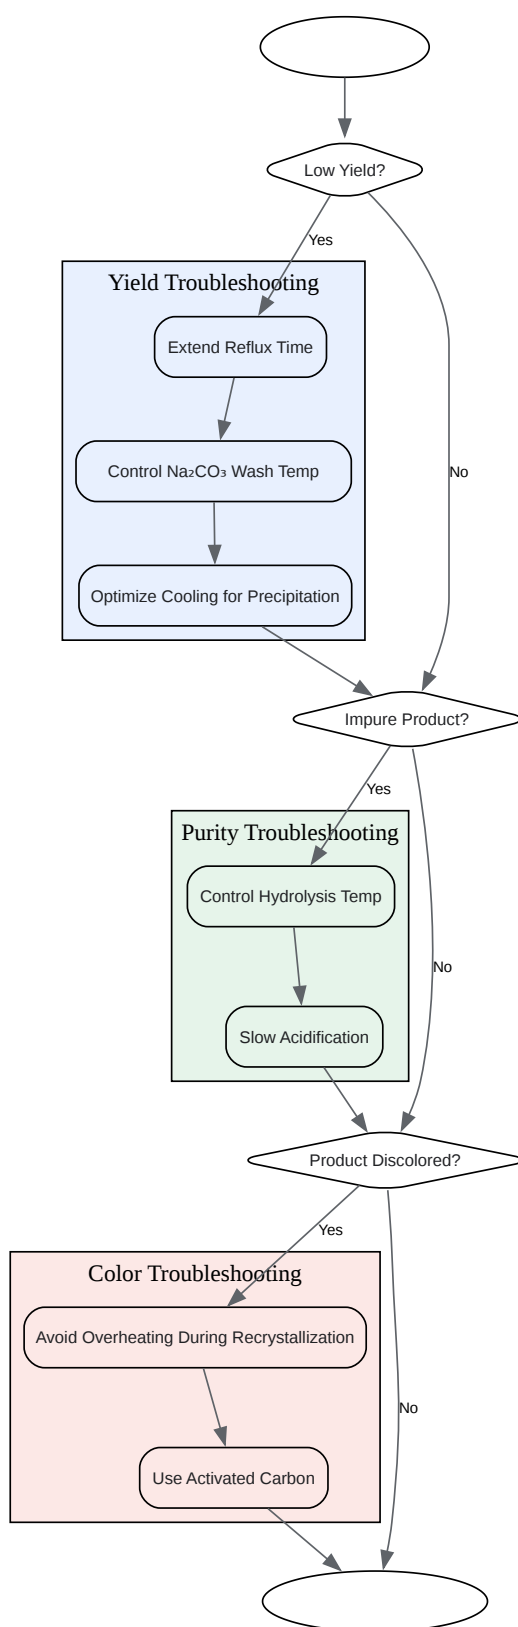 Low Yield?
Yes
Yield Troubleshooting
Extend Reflux Time
Control Na₂CO₃ Wash Temp
No
Optimize Cooling for Precipitation
Impure Product?
Yes
Purity Troubleshooting
Control Hydrolysis Temp
No
Slow Acidification
Product Discolored?
Yes
Color Troubleshooting
Avoid Overheating During Recrystallization
No
Use Activated Carbon